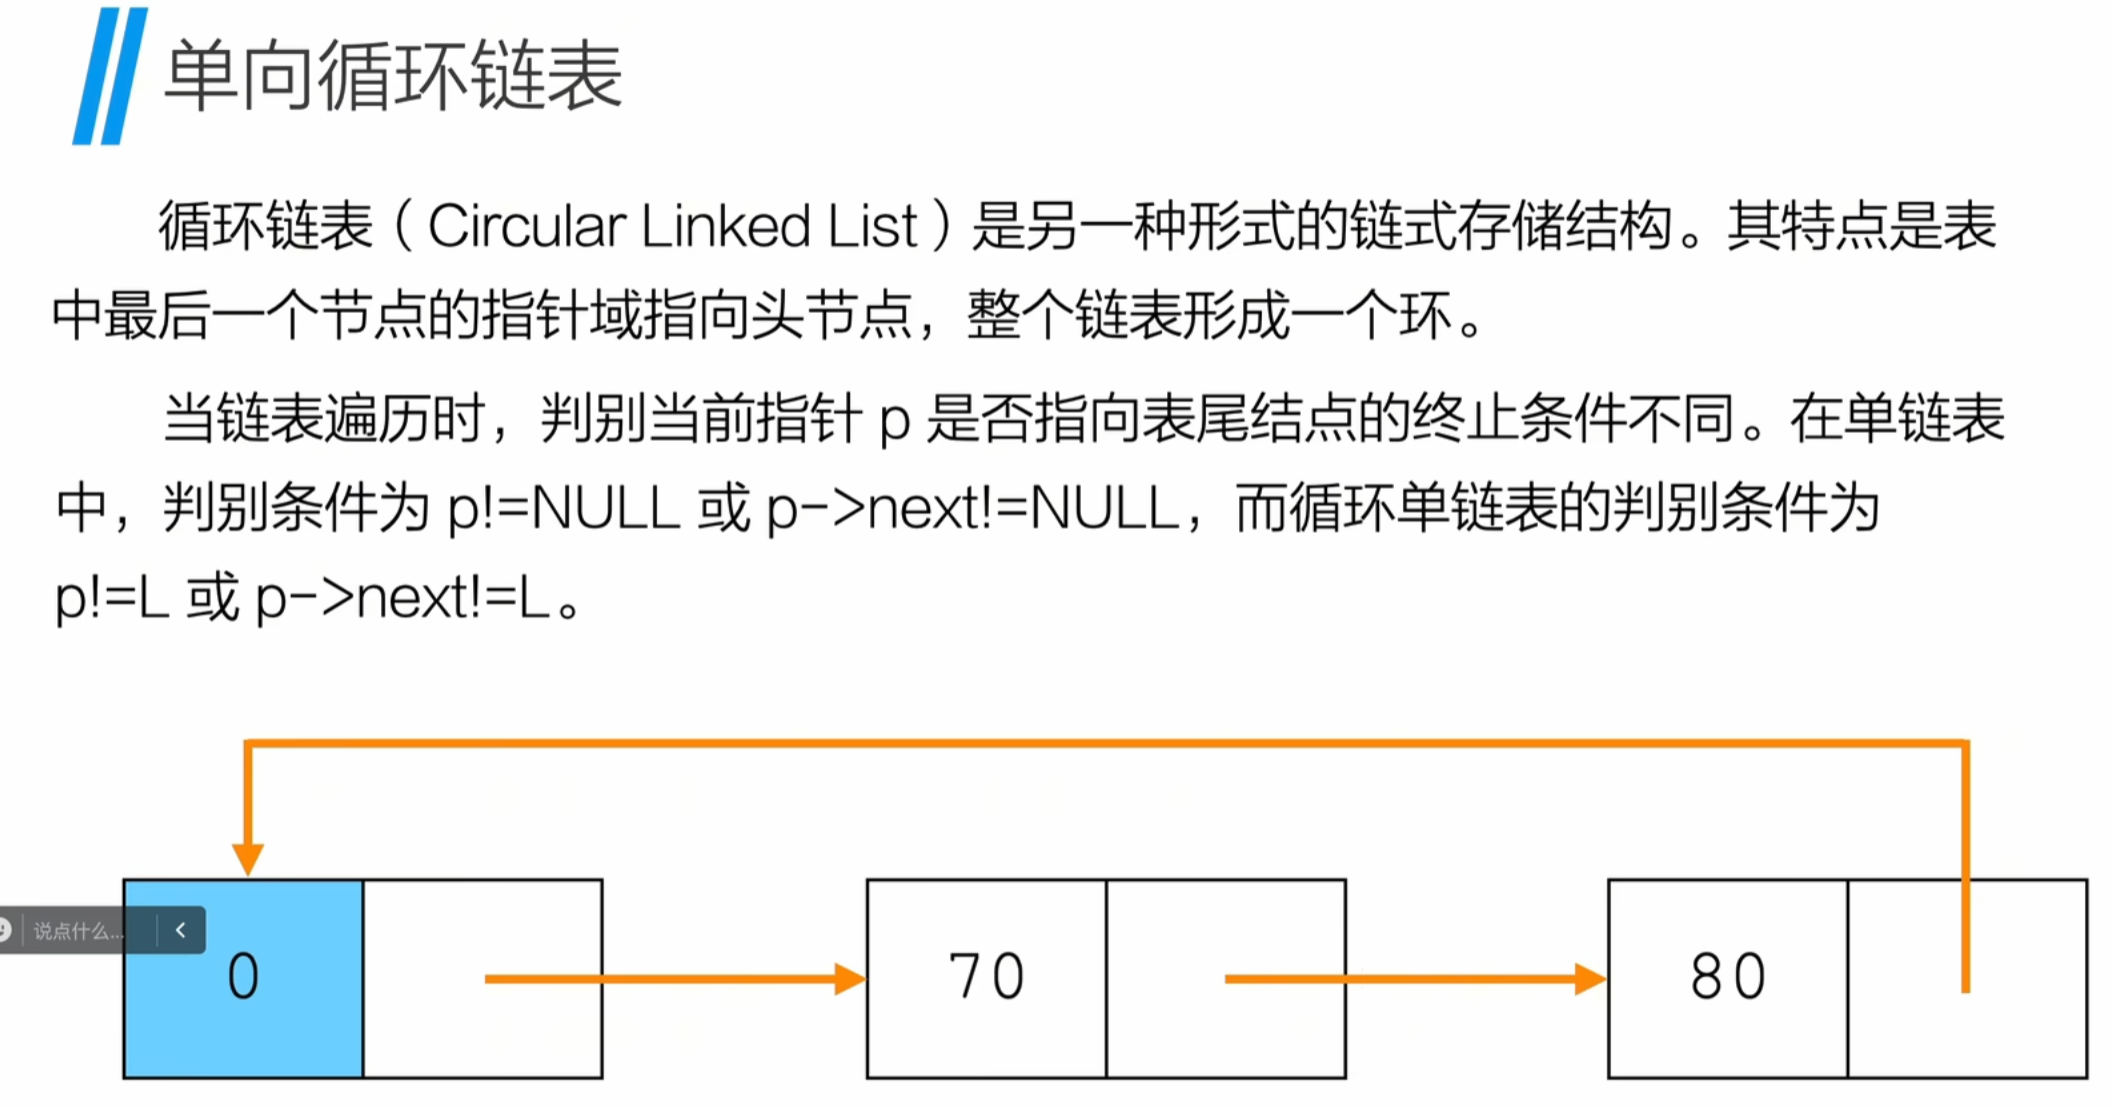 单向循环链表
循环链表（Circular Linked List）是另一种形式的链式存储结构。其特点是表
中最后一个节点的指针域指向头节点，整个链表形成一个环。
当链表遍历时，判别当前指针 p 是否指向表尾结点的终止条件不同。在单链表
中，判别条件为 p!=NULL 或 p->next!=NULL，而循环单链表的判别条件为
p!=L 或 p->next!=L。
说点什么...
0
70
80